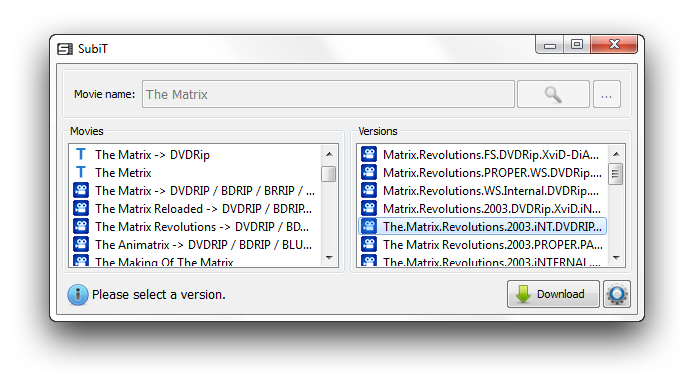 SubiT
Movie name: The Matrix ...
Movies
The Matrix -> DVDRip
The Metrix
The Matrix -> DVDRIP / BDRIP / BRRIP / ...
The Matrix Reloaded -> DVDRIP / BDRIP...
The Matrix Revolutions -> DVDRIP / BD...
The Animatrix -> DVDRIP / BDRIP / BLU...
The Making Of The Matrix
Versions
Matrix.Revolutions.FS.DVDRip.XviD-DiA...
Matrix.Revolutions.PROPER.WS.DVDRip....
Matrix.Revolutions.WS.Internal.DVDRip....
Matrix.Revolutions.2003.DVDRip.XviD.iN...
The.Matrix.Revolutions.2003.iNT.DVDRIP...
The Matrix Revolutions.2003.PROPER.PA...
The.Matrix.Revolutions.2003.iNTERNAL....
Please select a version.
Download